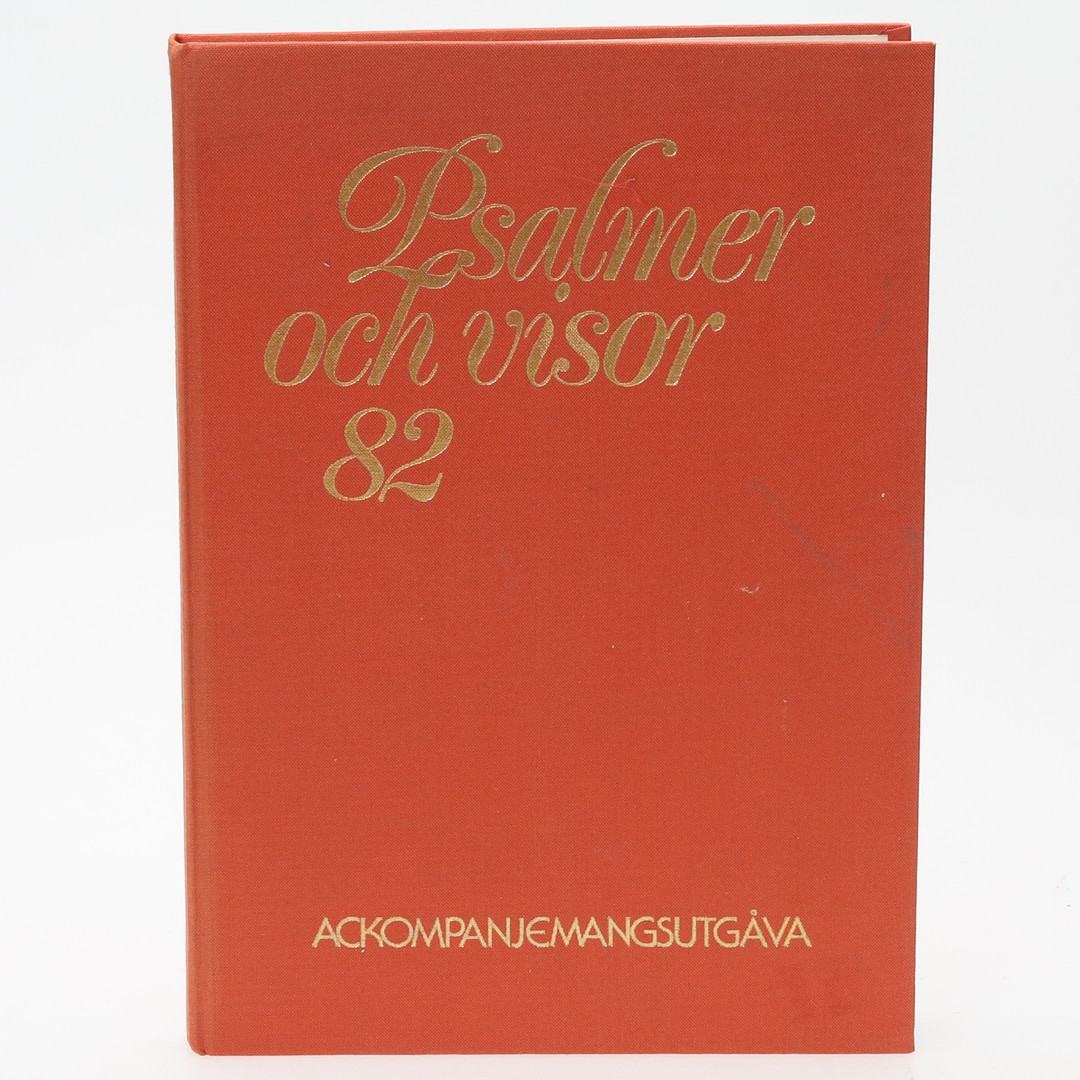 Psalmer
och visor
82
ACKOMPANJEMANGSUTGÅVA